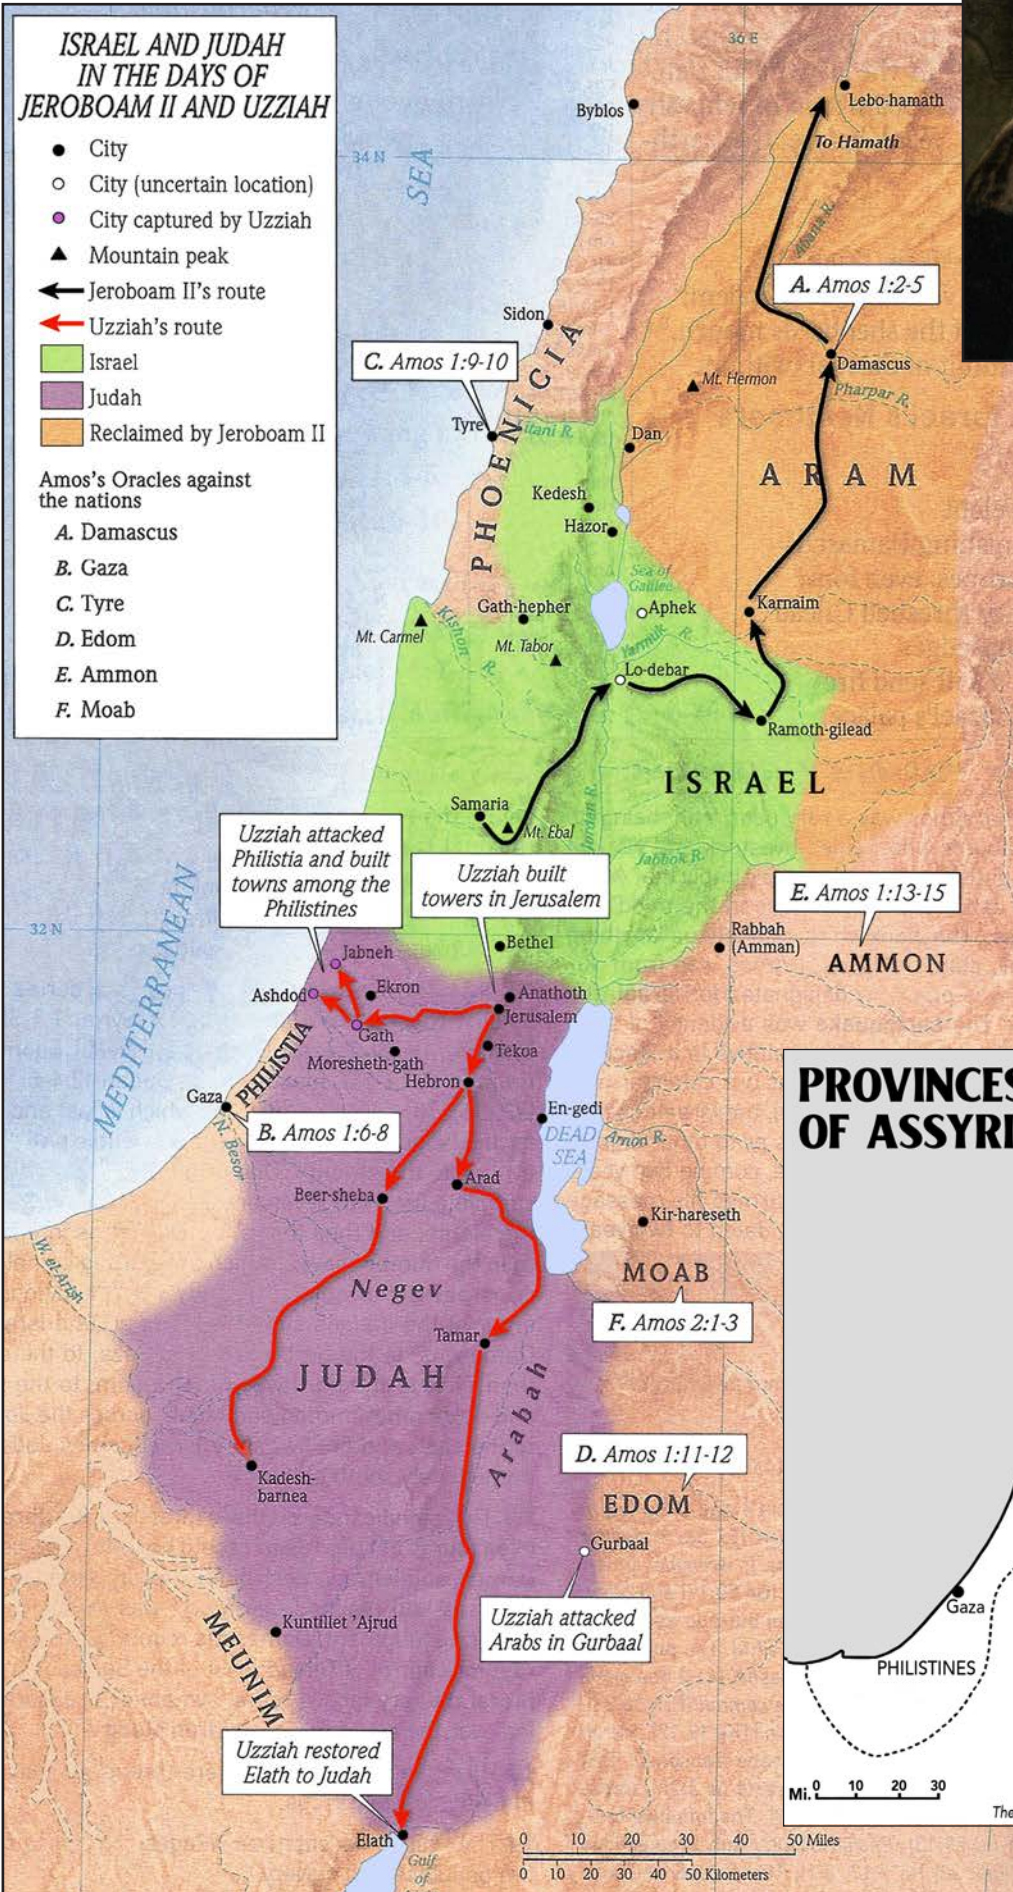 ISRAEL AND JUDAH
IN THE DAYS OF
JEROBOAM II AND UZZIAH
City
City (uncertain location)
City captured by Uzziah
Mountain peak
Jeroboam II's route
Uzziah's route
Israel
Judah
Reclaimed by Jeroboam II
Amos's Oracles against
the nations
A. Damascus
B. Gaza
C. Tyre
D. Edom
E. Ammon
F. Moab
36 E
Lebo-hamath
Byblos
To Hamath
34 N
SEA
Abana R.
A. Amos 1:2-5
Sidon
C. Amos 1:9-10
Damascus
Mt. Hermon
Pharpar R.
PHOENICIA
Tyre
Litani R.
Dan
ARAM
Kedesh
Hazor
Sea of
Galilee
Gath-hepher
Aphek
Karnaim
Mt. Carmel
Kishon R.
Mt. Tabor
Yarmuk R.
Lo-debar
Ramoth-gilead
ISRAEL
Samaria
Mt. Ebal
Jordan R.
Jabbok R.
Uzziah attacked
Philistia and built
towns among the
Philistines
Uzziah built
towers in Jerusalem
E. Amos 1:13-15
32 N
MEDITERRANEAN
Bethel
Rabbah
(Amman)
AMMON
Jabneh
Ashdod
Ekron
Anathoth
Jerusalem
Gath
Moresheth-gath
Tekoa
PHILISTIA
Hebron
Gaza
B. Amos 1:6-8
N. Besor
En-gedi
DEAD
SEA
Arnon R.
Beer-sheba
Arad
Kir-hareseth
W. el-Arish
Negev
MOAB
F. Amos 2:1-3
Tamar
JUDAH
Arabah
D. Amos 1:11-12
EDOM
Kadesh-
barnea
Gurbaal
Uzziah attacked
Arabs in Gurbaal
Kuntillet 'Ajrud
MEUNIM
Uzziah restored
Elath to Judah
Elath
Gulf
of
0 10 20 30 40 50 Miles
0 10 20 30 40 50 Kilometers
PROVINCES
OF ASSYRI
Gaza
PHILISTINES
Mi. 0 10 20 30
The